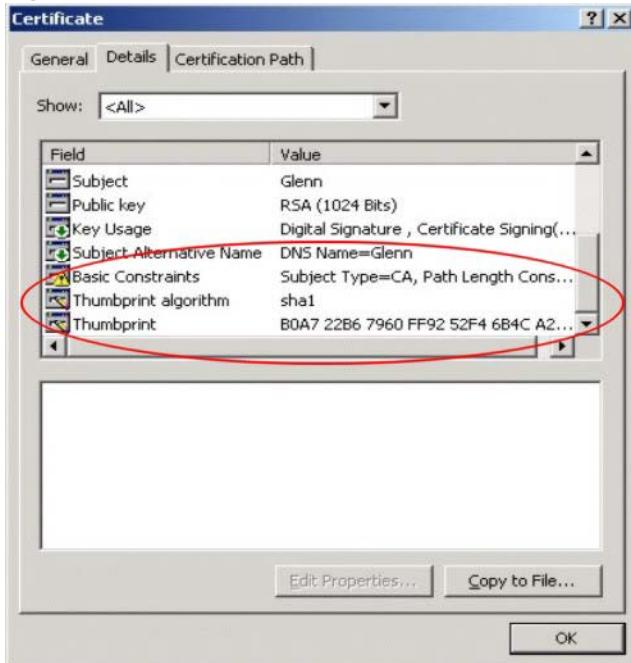 Certificate
General Details Certification Path
Show: <All>
Field Value
Subject Glenn
Public key RSA (1024 Bits)
Key Usage Digital Signature , Certificate Signing(...
Subject Alternative Name DNS Name=Glenn
Basic Constraints Subject Type=CA, Path Length Cons...
Thumbprint algorithm sha1
Thumbprint B0A7 22B6 7960 FF92 52F4 6B4C A2...
Edit Properties... Copy to File...
OK